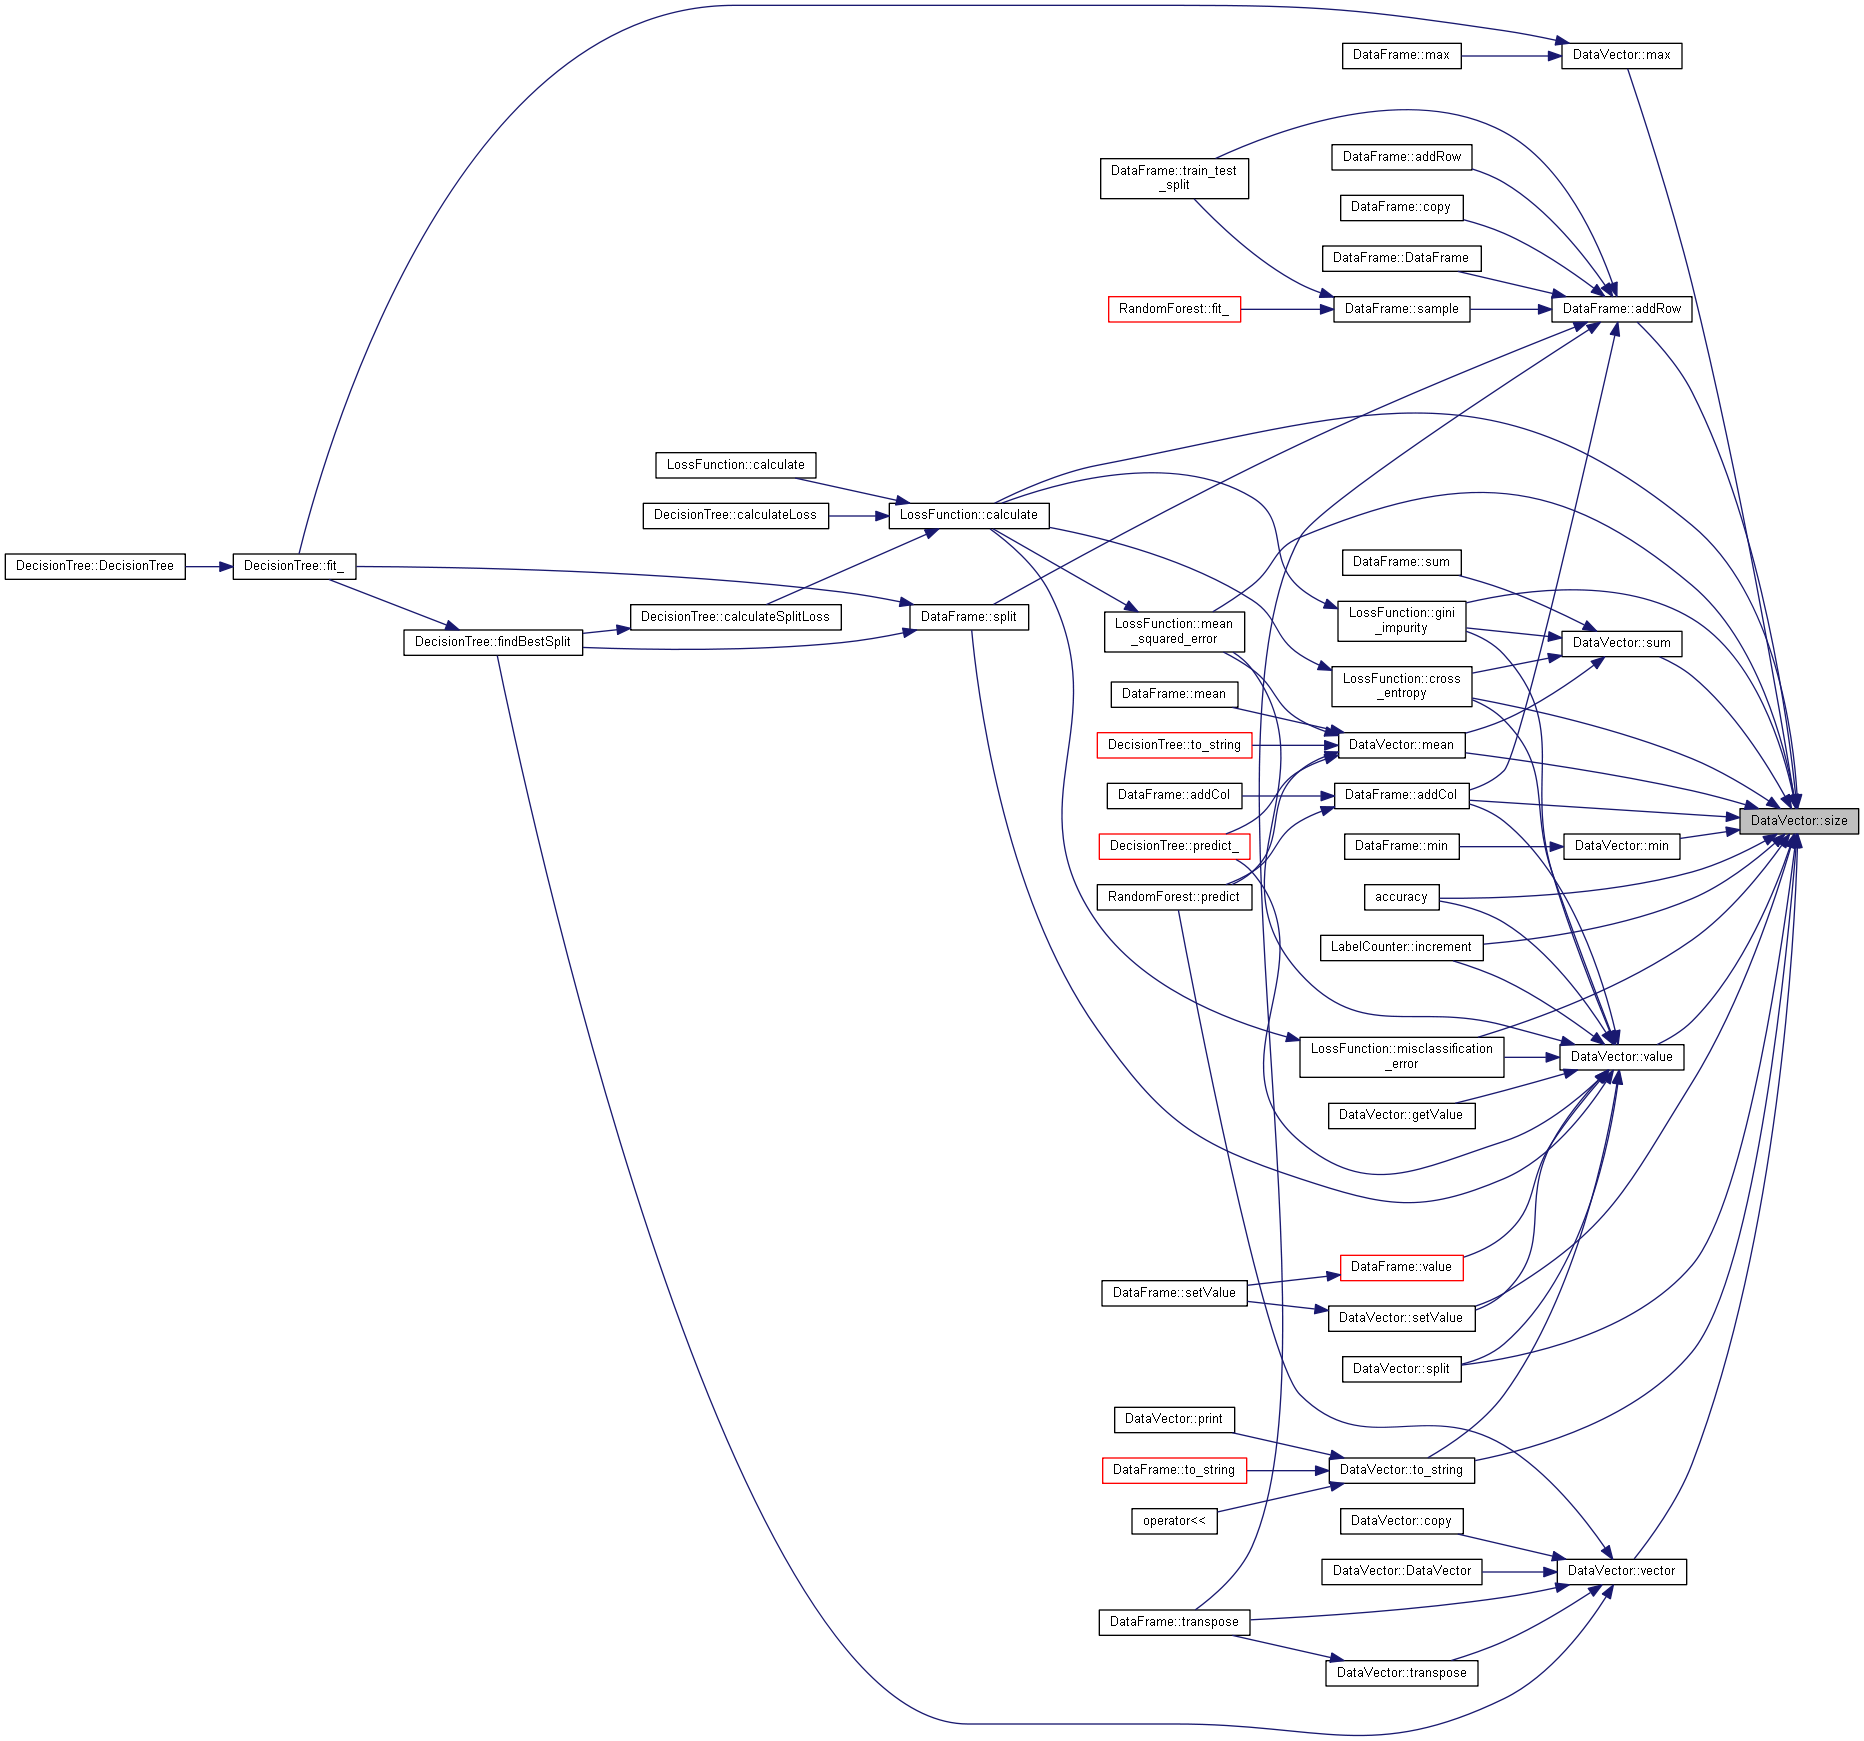 DataFrame::max
DataVector::max
DataFrame::addRow
DataFrame::train_test
_split
DataFrame::copy
DataFrame::DataFrame
RandomForest::fit_
DataFrame::sample
DataFrame::addRow
LossFunction::calculate
DecisionTree::calculateLoss
LossFunction::calculate
DecisionTree::DecisionTree
DecisionTree::fit_
DataFrame::sum
DecisionTree::calculateSplitLoss
DataFrame::split
LossFunction::gini
_impurity
DecisionTree::findBestSplit
LossFunction::mean
_squared_error
DataVector::sum
LossFunction::cross
_entropy
DataFrame::mean
DecisionTree::to_string
DataVector::mean
DataFrame::addCol
DataFrame::addCol
DataVector::size
DecisionTree::predict_
DataFrame::min
DataVector::min
RandomForest::predict
accuracy
LabelCounter::increment
LossFunction::misclassification
_error
DataVector::value
DataVector::getValue
DataFrame::value
DataFrame::setValue
DataVector::setValue
DataVector::split
DataVector::print
DataFrame::to_string
DataVector::to_string
operator<<
DataVector::copy
DataVector::DataVector
DataVector::vector
DataFrame::transpose
DataVector::transpose